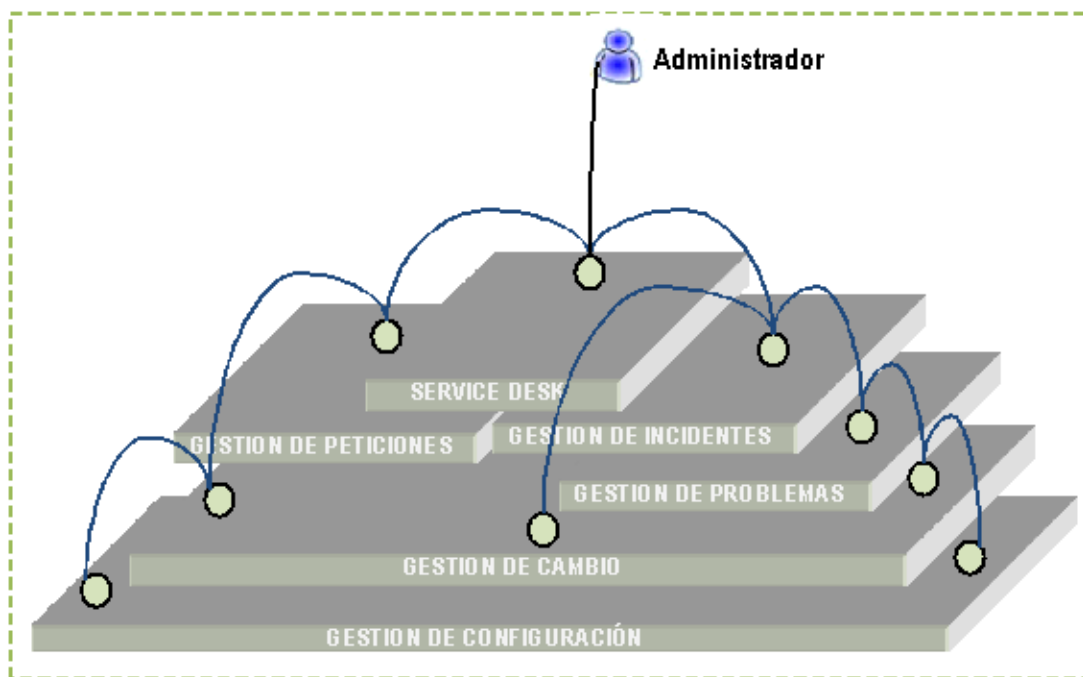 Administrador
SERVICE DESK
GESTION DE PETICIONES
GESTION DE INCIDENTES
GESTION DE PROBLEMAS
GESTION DE CAMBIO
GESTION DE CONFIGURACIÓN